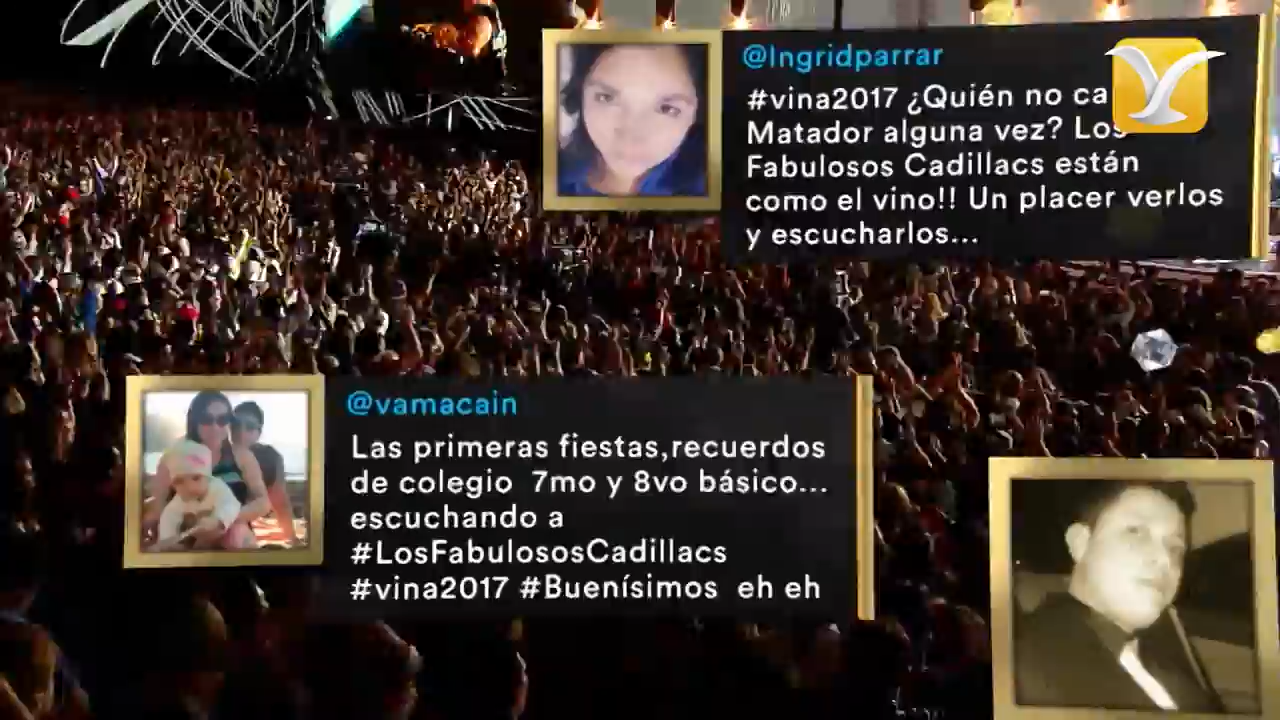 @Ingridparrar
#vina2017 ¿Quién no ca
Matador alguna vez? Los
Fabulosos Cadillacs están
como el vino!! Un placer verlos
y escucharlos...
@vamacain
Las primeras fiestas,recuerdos
de colegio 7mo y 8vo básico...
escuchando a
#LosFabulososCadillacs
#vina2017 #Buenísimos eh eh